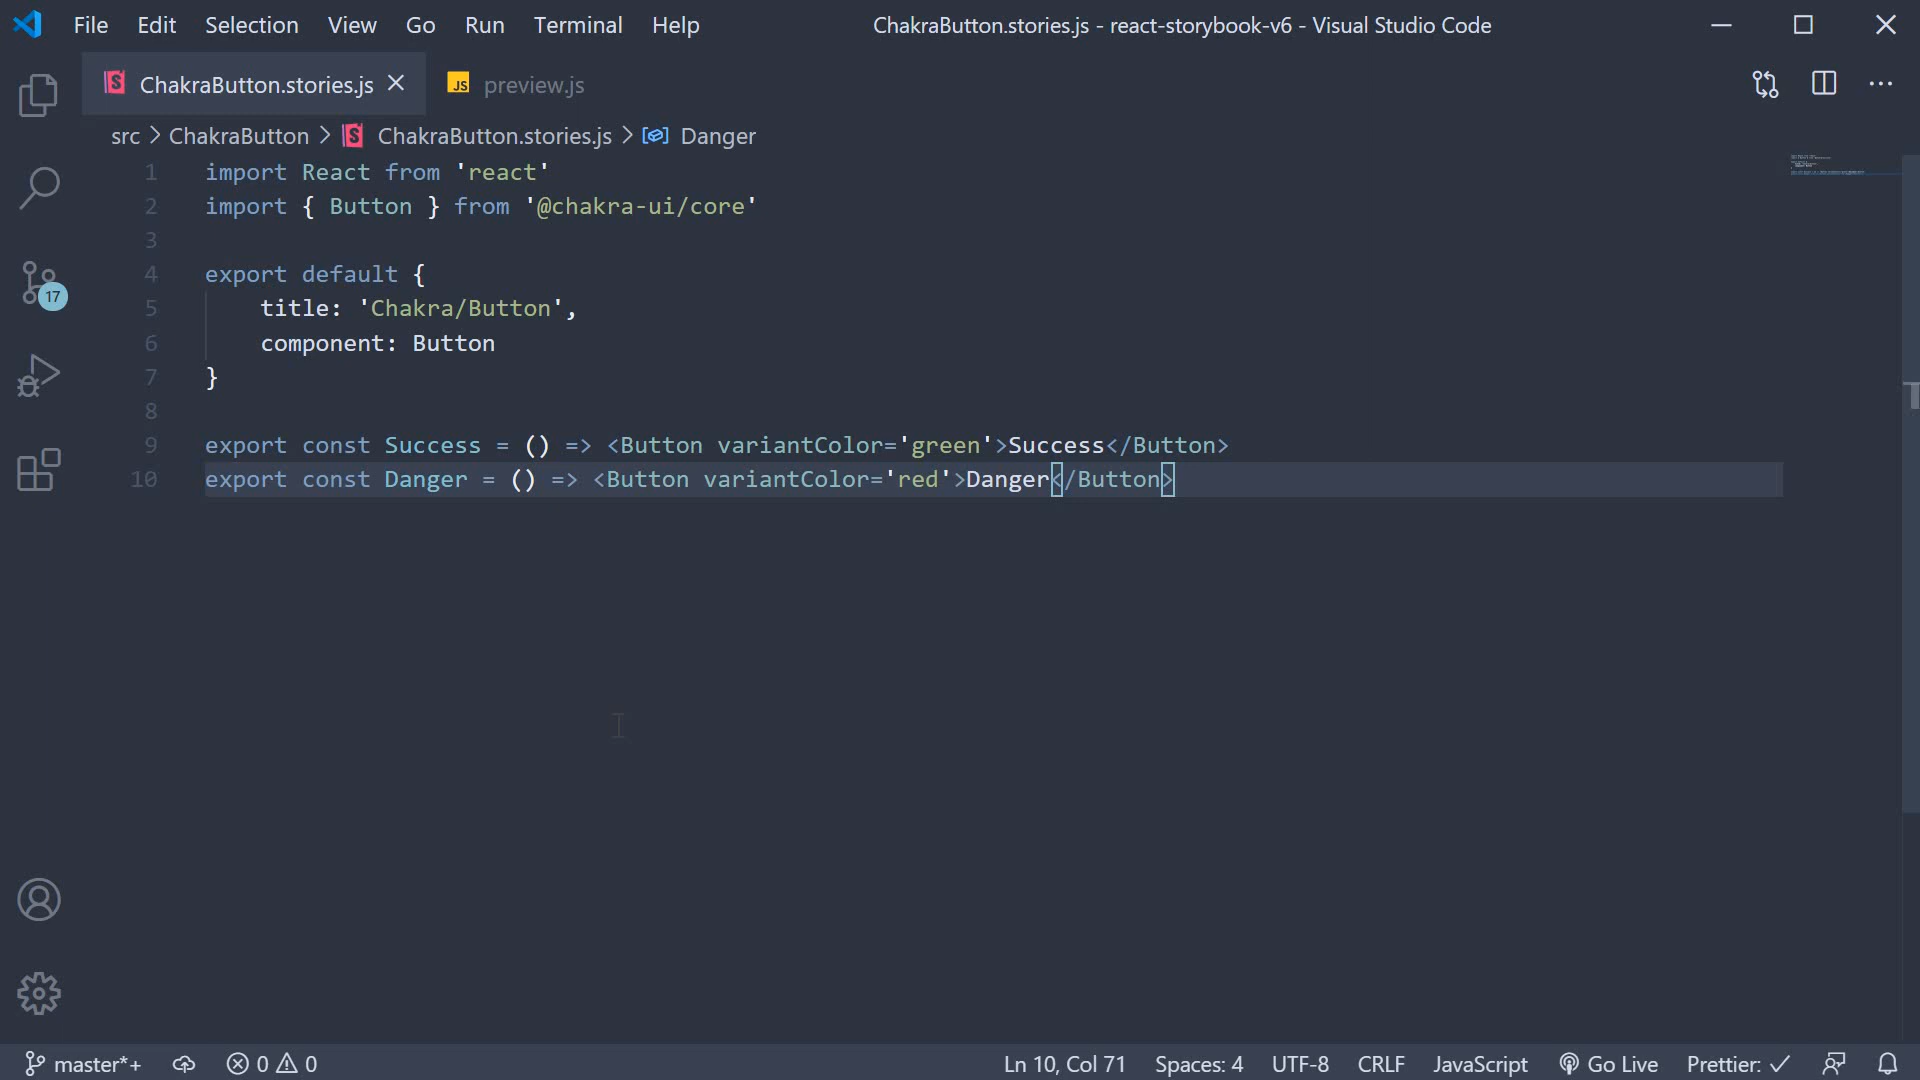 File Edit Selection View Go Run Terminal Help ChakraButton.stories.js - react-storybook-v6 - Visual Studio Code
ChakraButton.stories.js JS preview.js
src > ChakraButton > ChakraButton.stories.js > Danger
1 import React from 'react'
2 import { Button } from '@chakra-ui/core'
3
4 export default {
5     title: 'Chakra/Button',
6     component: Button
7 }
8
9 export const Success = () => <Button variantColor='green'>Success</Button>
10 export const Danger = () => <Button variantColor='red'>Danger</Button>
17
master*+ 0 0 Ln 10, Col 71 Spaces: 4 UTF-8 CRLF JavaScript Go Live Prettier: ✓